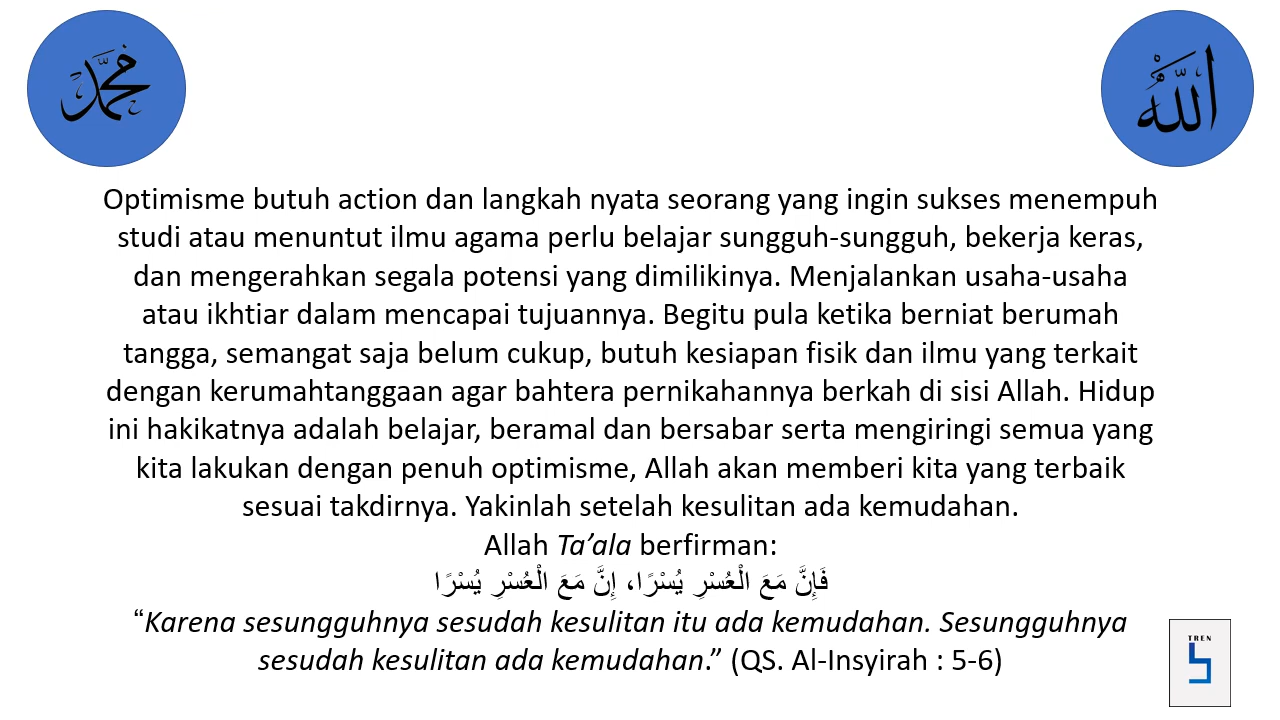 محمد
الله
Optimisme butuh action dan langkah nyata seorang yang ingin sukses menempuh
studi atau menuntut ilmu agama perlu belajar sungguh-sungguh, bekerja keras,
dan mengerahkan segala potensi yang dimilikinya. Menjalankan usaha-usaha
atau ikhtiar dalam mencapai tujuannya. Begitu pula ketika berniat berumah
tangga, semangat saja belum cukup, butuh kesiapan fisik dan ilmu yang terkait
dengan kerumahtanggaan agar bahtera pernikahannya berkah di sisi Allah. Hidup
ini hakikatnya adalah belajar, beramal dan bersabar serta mengiringi semua yang
kita lakukan dengan penuh optimisme, Allah akan memberi kita yang terbaik
sesuai takdirnya. Yakinlah setelah kesulitan ada kemudahan.
Allah Ta’ala berfirman:
فَإِنَّ مَعَ الْعُسْرِ يُسْرًا، إِنَّ مَعَ الْعُسْرِ يُسْرًا
“Karena sesungguhnya sesudah kesulitan itu ada kemudahan. Sesungguhnya
sesudah kesulitan ada kemudahan.” (QS. Al-Insyirah : 5-6)
TREN